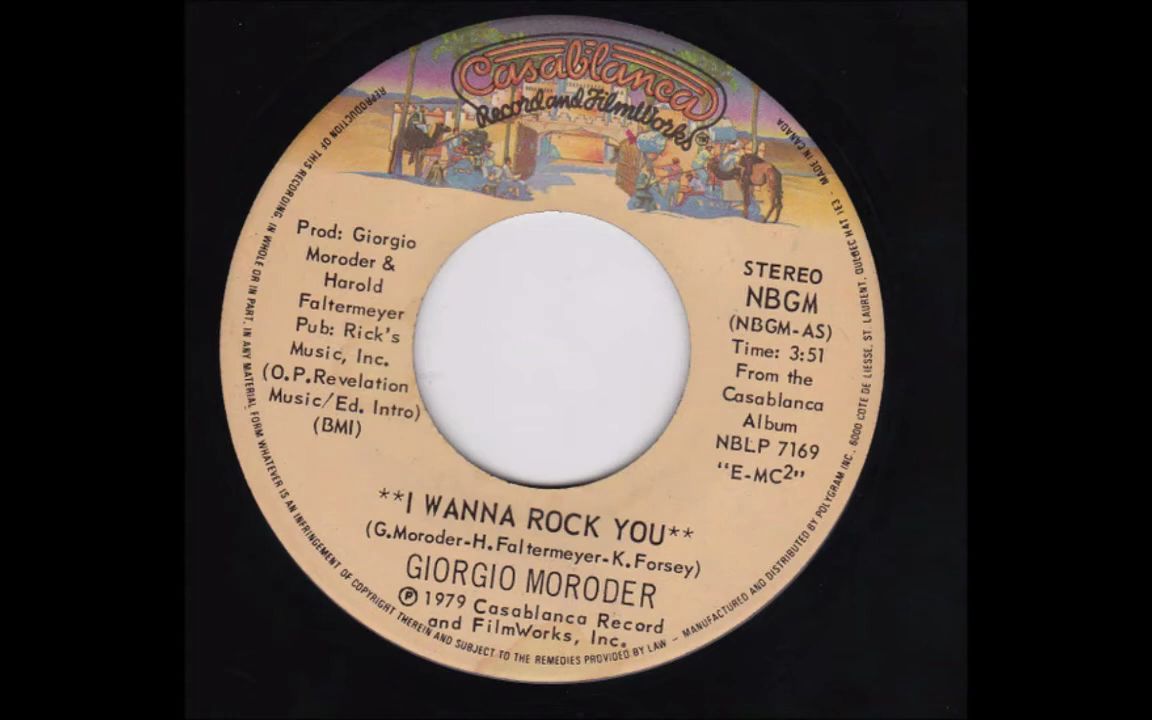 Casablanca
Record and FilmWorks
Prod: Giorgio
Moroder &
Harold
Faltermeyer
Pub: Rick's
Music, Inc.
(O.P.Revelation
Music/Ed. Intro)
(BMI)
STEREO
NBGM
(NBGM-AS)
Time: 3:51
From the
Casablanca
Album
NBLP 7169
"E-MC²"
**I WANNA ROCK YOU**
(G.Moroder-H.Faltermeyer-K.Forsey)
GIORGIO MORODER
Ⓟ 1979 Casablanca Record
and FilmWorks, Inc.
REPRODUCTION OF THIS RECORDING, IN WHOLE OR IN PART, IN ANY MATERIAL FORM WHATEVER IS AN INFRINGEMENT OF COPYRIGHT THEREIN AND SUBJECT TO THE REMEDIES PROVIDED BY LAW – MANUFACTURED AND DISTRIBUTED BY POLYGRAM INC. 6000 COTE DE LIESSE, ST. LAURENT, QUEBEC H4T 1E3 - MADE IN CANADA